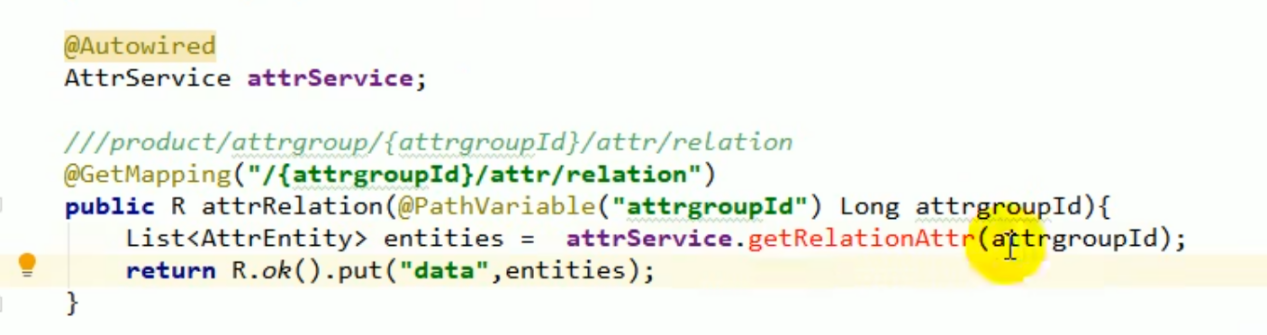 @Autowired
AttrService attrService;
///product/attrgroup/{attrgroupId}/attr/relation
@GetMapping("/{attrgroupId}/attr/relation")
public R attrRelation(@PathVariable("attrgroupId") Long attrgroupId){
List<AttrEntity> entities =  attrService.getRelationAttr(attrgroupId);
return R.ok().put("data",entities);
}